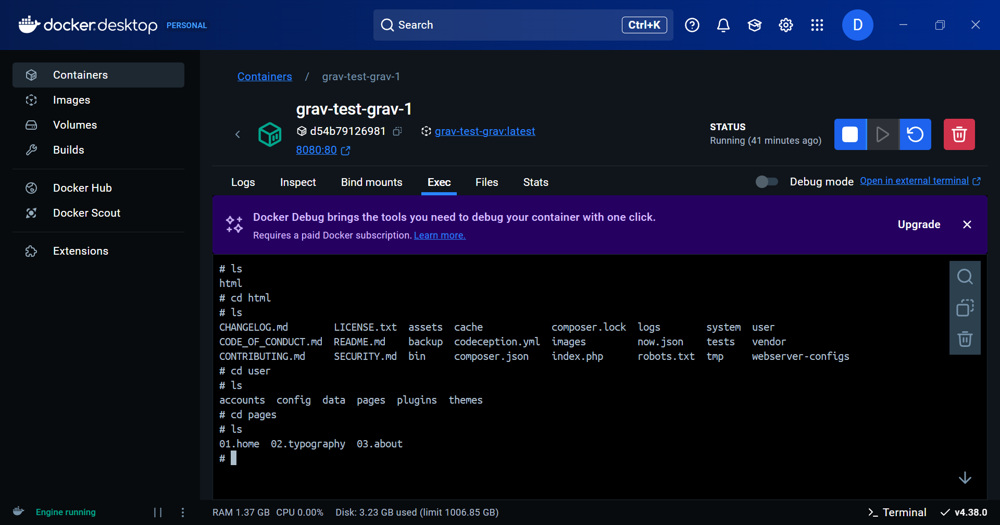 docker desktop PERSONAL
Search
Ctrl+K
D
Containers
Images
Volumes
Builds
Docker Hub
Docker Scout
Extensions
Containers / grav-test-grav-1
grav-test-grav-1
d54b79126981 grav-test-grav:latest
8080:80
STATUS
Running (41 minutes ago)
Logs Inspect Bind mounts Exec Files Stats
Debug mode Open in external terminal
Docker Debug brings the tools you need to debug your container with one click.
Requires a paid Docker subscription. Learn more.
Upgrade
# ls
html
# cd html
# ls
CHANGELOG.md LICENSE.txt assets cache composer.lock logs system user
CODE_OF_CONDUCT.md README.md backup codeception.yml images now.json tests vendor
CONTRIBUTING.md SECURITY.md bin composer.json index.php robots.txt tmp webserver-configs
# cd user
# ls
accounts config data pages plugins themes
# cd pages
# ls
01.home 02.typography 03.about
#
Engine running
RAM 1.37 GB CPU 0.00% Disk: 3.23 GB used (limit 1006.85 GB)
Terminal
v4.38.0